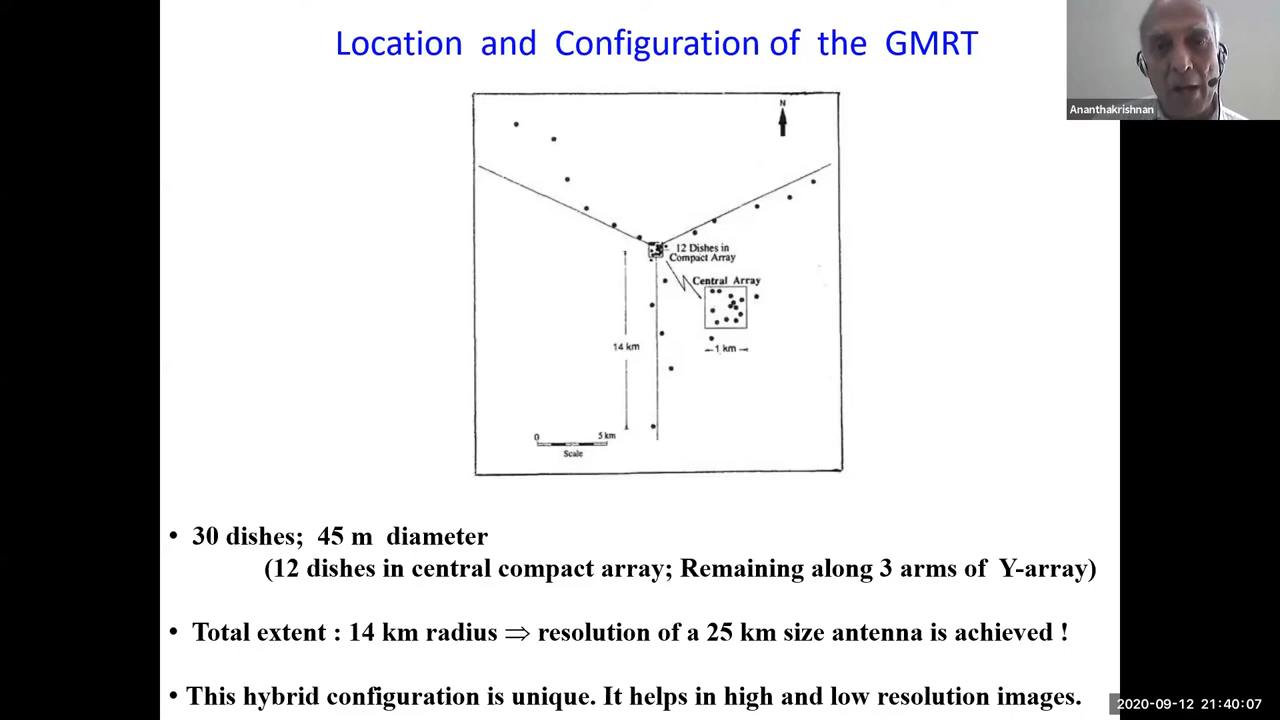 Location and Configuration of the GMRT
Ananthakrishnan
N
12 Dishes in
Compact Array
Central Array
14 km
1 km
0 5 km
Scale
• 30 dishes; 45 m diameter
(12 dishes in central compact array; Remaining along 3 arms of Y-array)
• Total extent : 14 km radius ⇒ resolution of a 25 km size antenna is achieved !
• This hybrid configuration is unique. It helps in high and low resolution images.
2020-09-12 21:40:07